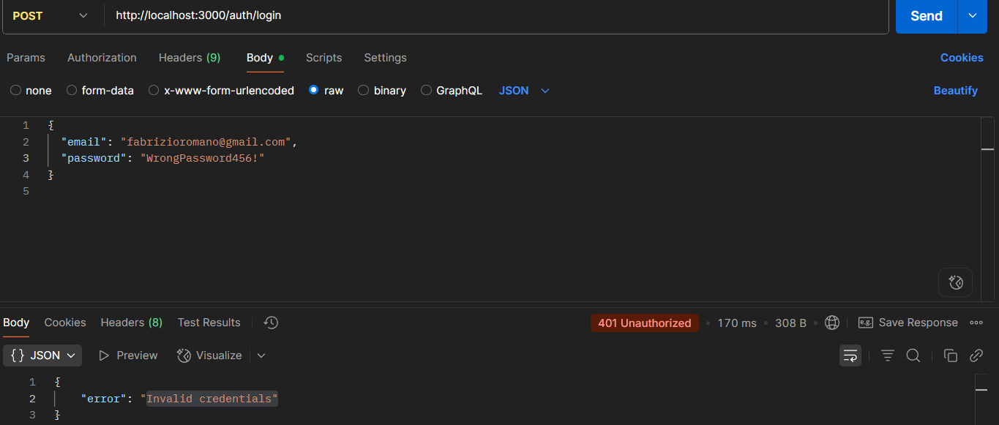 POST http://localhost:3000/auth/login Send
Params Authorization Headers (9) Body Scripts Settings Cookies
none form-data x-www-form-urlencoded raw binary GraphQL JSON Beautify
1 {
2 "email": "fabrizioromano@gmail.com",
3 "password": "WrongPassword456!"
4 }
5
Body Cookies Headers (8) Test Results 401 Unauthorized • 170 ms • 308 B • e.g. Save Response
{} JSON Preview Visualize
1 {
2 "error": "Invalid credentials"
3 }